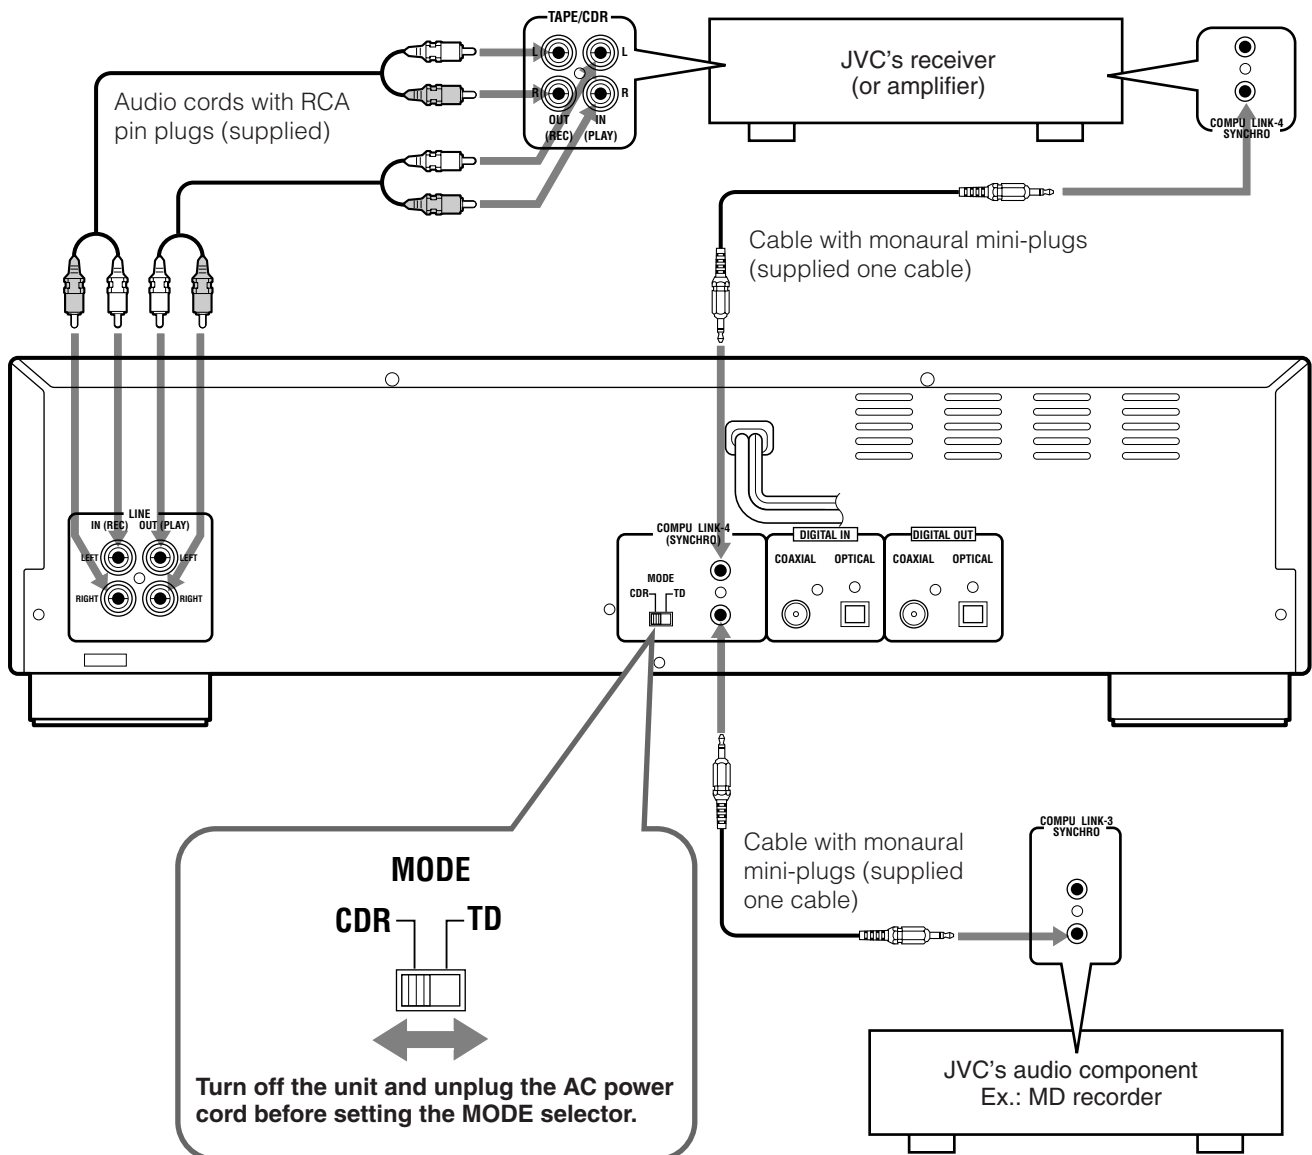 TAPE/CDR
L
L
R
R
OUT
(REC)
IN
(PLAY)
JVC's receiver
(or amplifier)
COMPU LINK-4
SYNCHRO
Audio cords with RCA
pin plugs (supplied)
Cable with monaural mini-plugs
(supplied one cable)
LINE
IN (REC)
OUT (PLAY)
LEFT
LEFT
RIGHT
RIGHT
COMPU LINK-4
(SYNCHRO)
MODE
CDR
TD
DIGITAL IN
COAXIAL
OPTICAL
DIGITAL OUT
COAXIAL
OPTICAL
MODE
CDR
TD
Turn off the unit and unplug the AC power
cord before setting the MODE selector.
Cable with monaural
mini-plugs (supplied
one cable)
COMPU LINK-3
SYNCHRO
JVC's audio component
Ex.: MD recorder